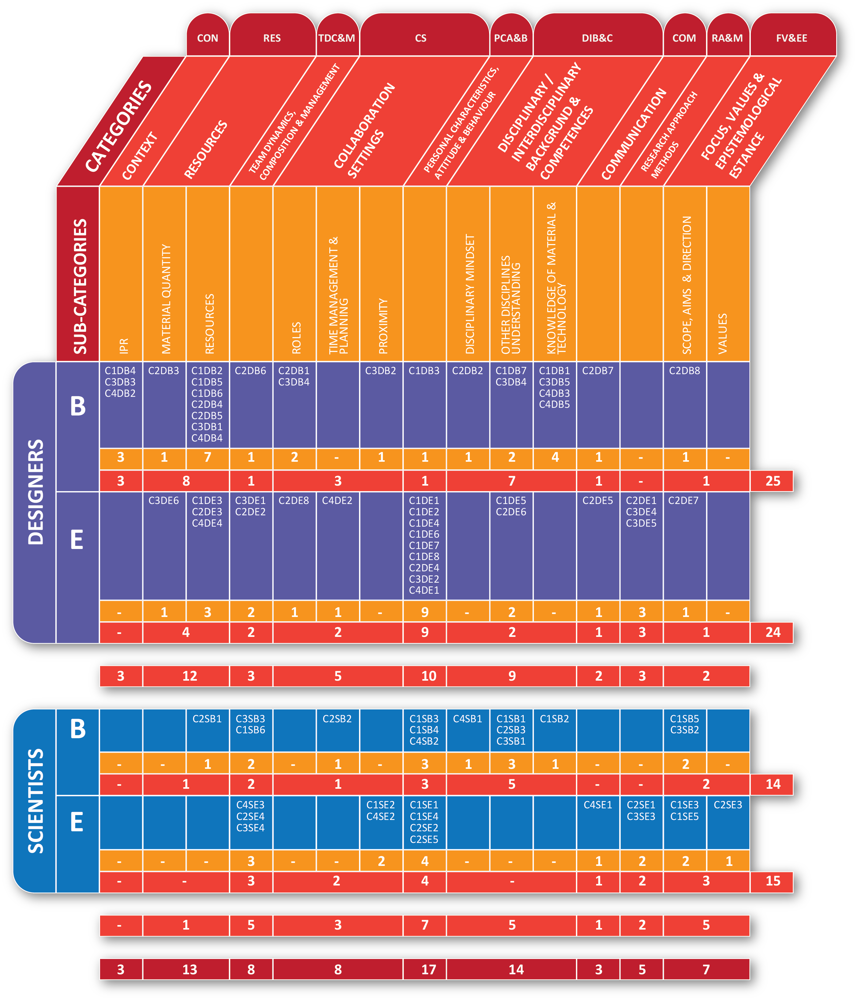 CON RES TDC&M CS PCA&B DIB&C COM RA&M FV&EE
CATEGORIES
CONTEXT
RESOURCES
TEAM DYNAMICS,
COMPOSITION & MANAGEMENT
COLLABORATION
SETTINGS
PERSONAL CHARACTERISTICS,
ATTITUDE & BEHAVIOUR
DISCIPLINARY /
INTERDISCIPLINARY
BACKGRUND &
COMPETENCES
COMMUNICATION
RESEARCH APPROACH
METHODS
FOCUS, VALUES &
EPISTEMOLOGICAL
ESTANCE
SUB-CATEGORIES
IPR
MATERIAL QUANTITY
RESOURCES
ROLES
TIME MANAGEMENT &
PLANNING
PROXIMITY
DISCIPLINARY MINDSET
OTHER DISCIPLINES
UNDERSTANDING
KNOWLEDGE OF MATERIAL &
TECHNOLOGY
SCOPE, AIMS & DIRECTION
VALUES
DESIGNERS
B
C1DB4 C2DB3 C1DB2 C2DB6 C2DB1 C3DB2 C1DB3 C2DB2 C1DB7 C1DB1 C2DB7 C2DB8
C3DB3 C1DB5 C3DB4 C3DB4 C3DB5
C4DB2 C1DB6 C4DB3
C2DB4 C4DB5
C2DB5
C3DB1
C4DB4
3 1 7 1 2 - 1 1 1 2 4 1 - 1 -
3 8 1 3 1 7 1 - 1 25
E
C3DE6 C1DE3 C3DE1 C2DE8 C4DE2 C1DE1 C1DE5 C2DE5 C2DE1 C2DE7
C2DE3 C2DE2 C1DE2 C2DE6 C3DE4
C4DE4 C1DE4 C3DE5
C1DE6
C1DE7
C1DE8
C2DE4
C3DE2
C4DE1
- 1 3 2 1 1 - 9 - 2 - 1 3 1 -
- 4 2 2 9 2 1 3 1 24
3 12 3 5 10 9 2 3 2
SCIENTISTS
B
C2SB1 C3SB3 C2SB2 C1SB3 C4SB1 C1SB1 C1SB2 C1SB5
C1SB6 C1SB4 C2SB3 C3SB2
C4SB2 C3SB1
- - 1 2 - 1 - 3 1 3 1 - - 2 -
- 1 2 1 3 5 - - 2 14
E
C4SE3 C1SE2 C1SE1 C4SE1 C2SE1 C1SE3 C2SE3
C2SE4 C4SE2 C1SE4 C3SE3 C1SE5
C3SE4 C2SE2
C2SE5
- - - 3 - - 2 4 - - - 1 2 2 1
- - 3 2 4 - 1 2 3 15
- 1 5 3 7 5 1 2 5
3 13 8 8 17 14 3 5 7